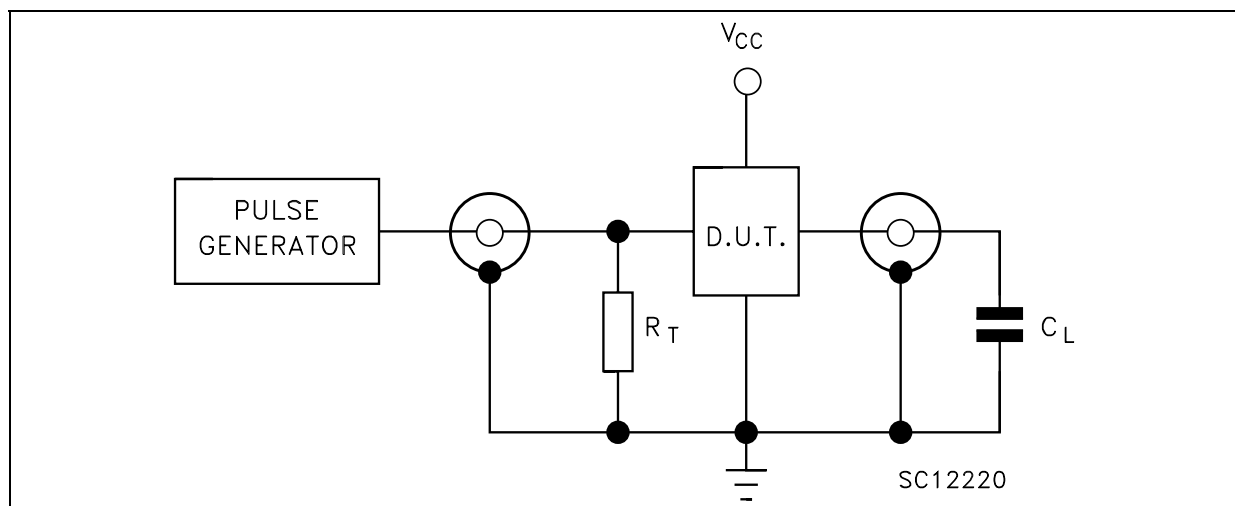 VCC
PULSE
GENERATOR
D.U.T.
RT
CL
SC12220